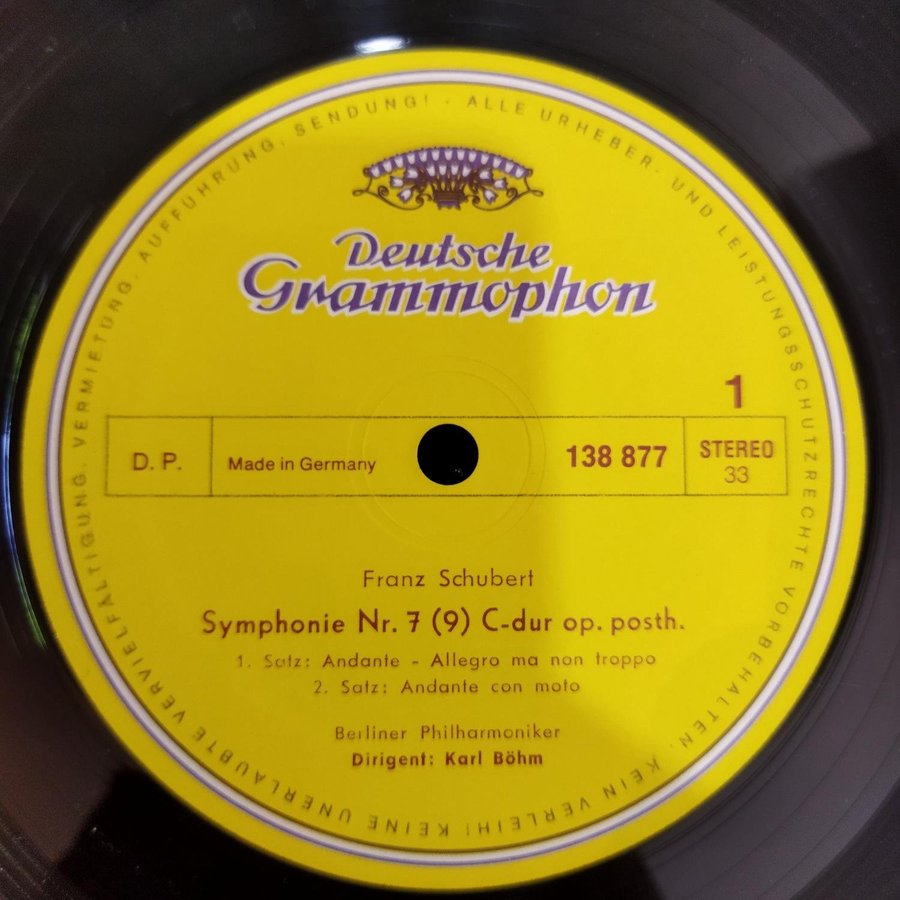 ALLE URHEBER- UND LEISTUNGSSCHUTZRECHTE VORBEHALTEN. KEIN VERLEIH! KEINE UNERLAUBTE VERVIELFÄLTIGUNG, VERMIETUNG, AUFFÜHRUNG, SENDUNG! ·
Deutsche
Grammophon
1
D. P.
Made in Germany
138 877
STEREO
33
Franz Schubert
Symphonie Nr. 7 (9) C-dur op. posth.
1. Satz: Andante - Allegro ma non troppo
2. Satz: Andante con moto
Berliner Philharmoniker
Dirigent: Karl Böhm